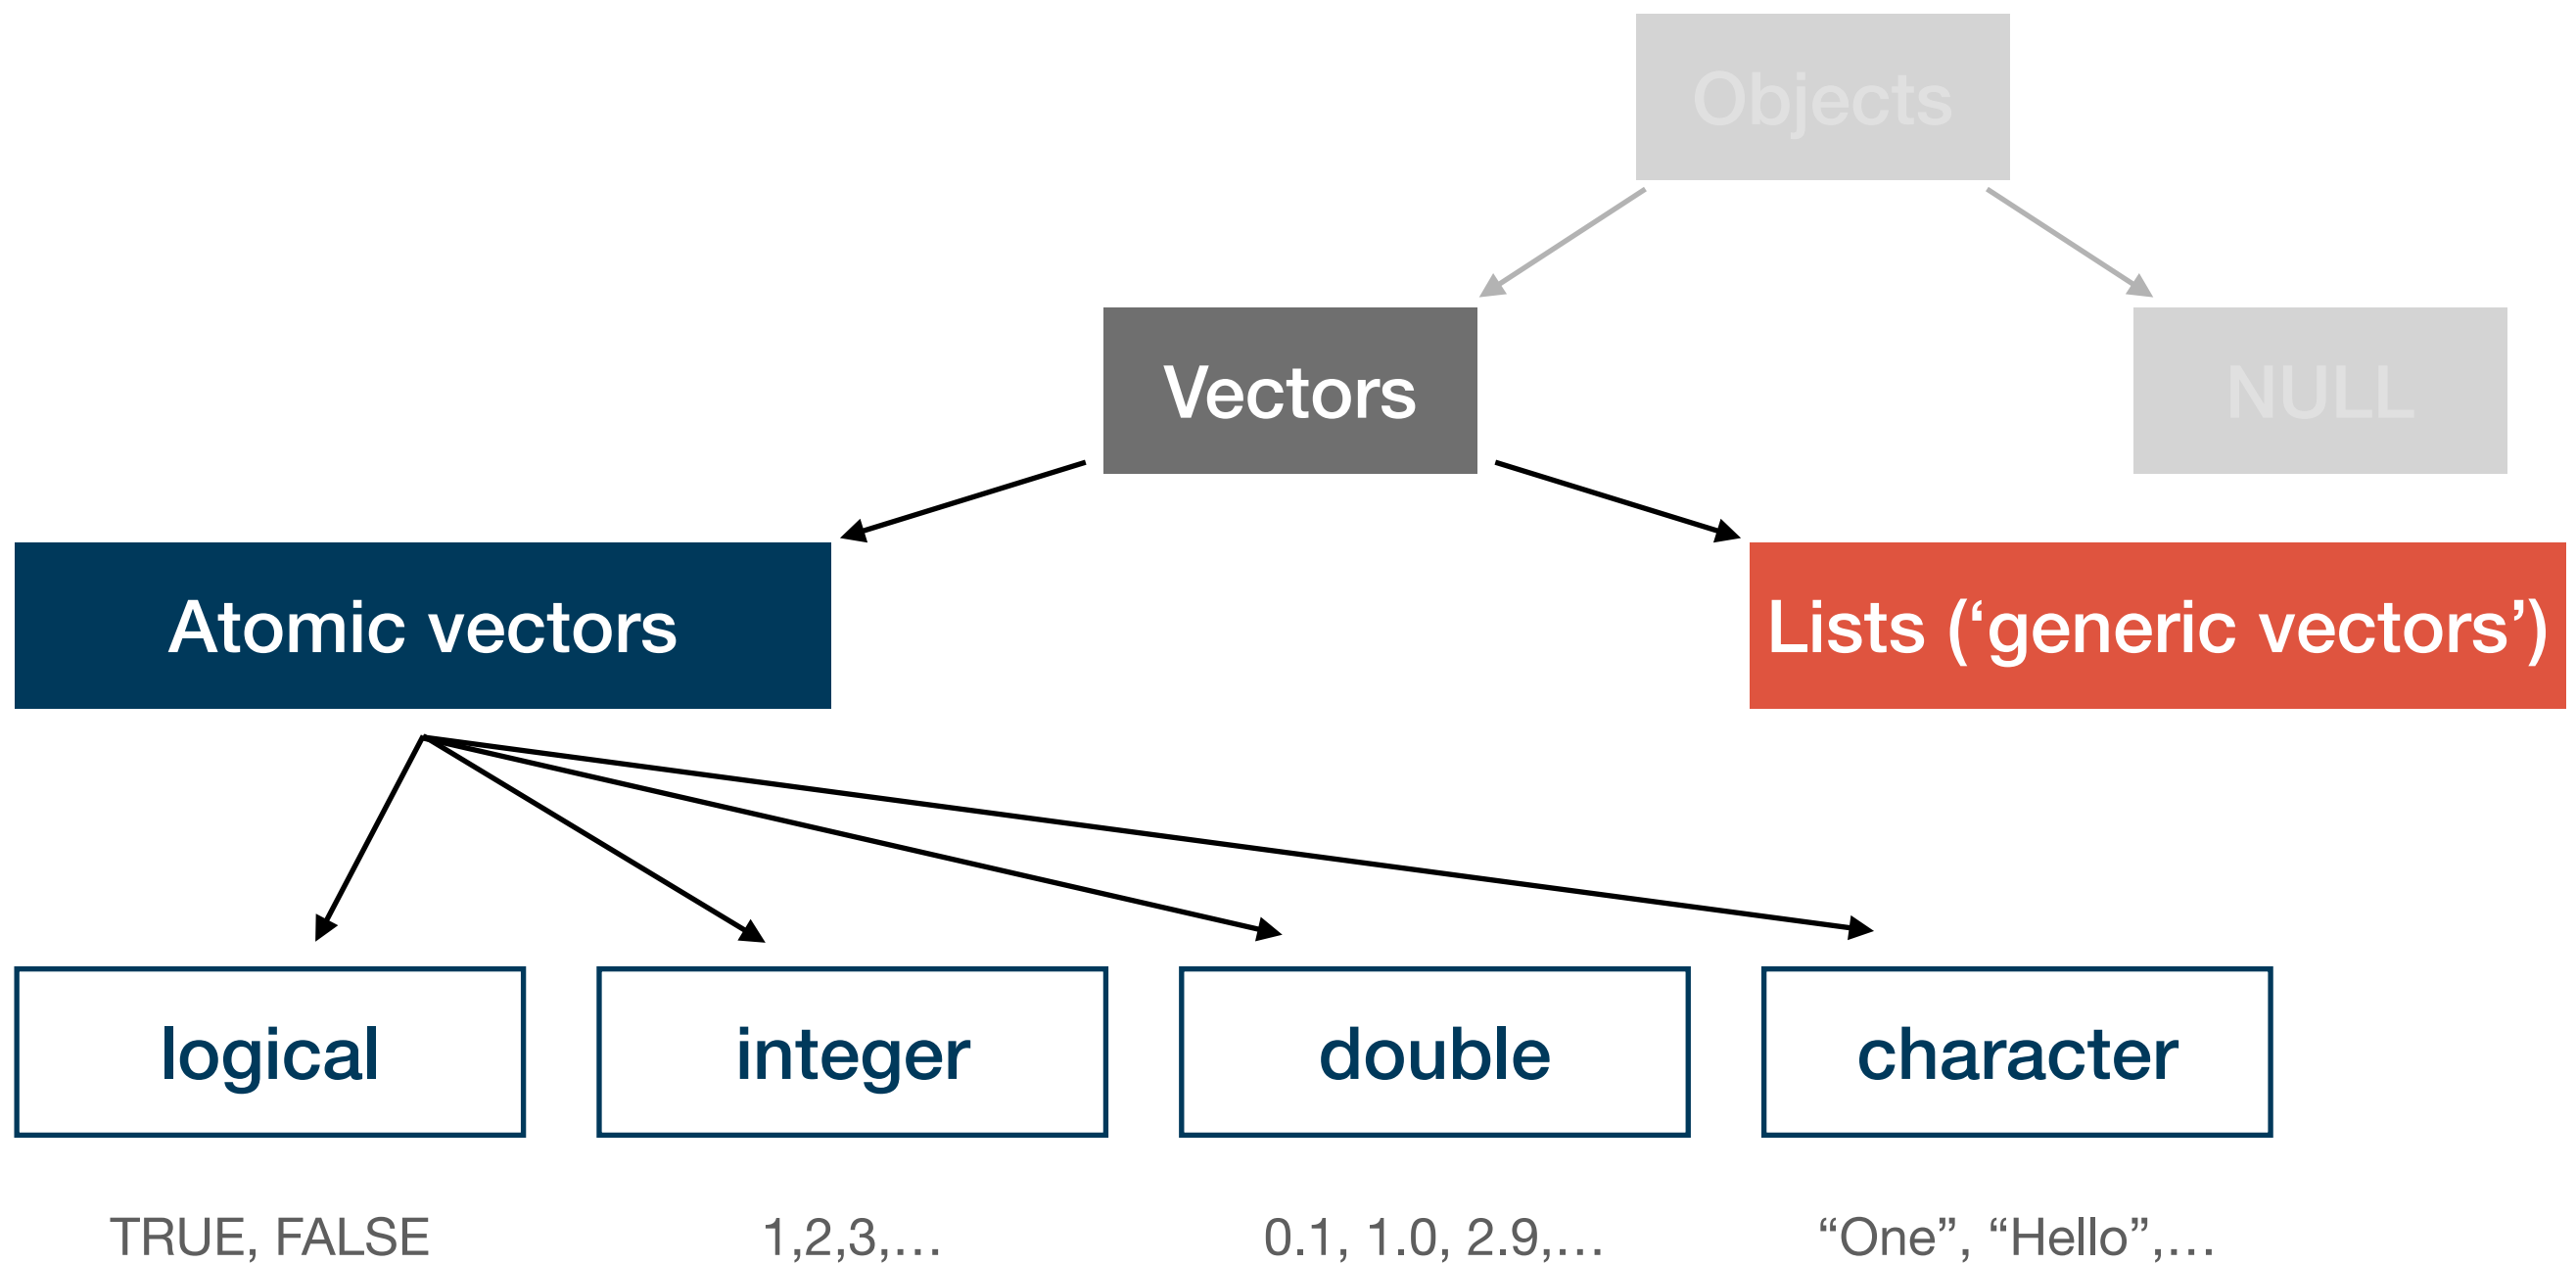 Objects
Vectors
NULL
Atomic vectors
Lists (‘generic vectors’)
logical
integer
double
character
TRUE, FALSE
1,2,3,…
0.1, 1.0, 2.9,…
“One”, “Hello”,…